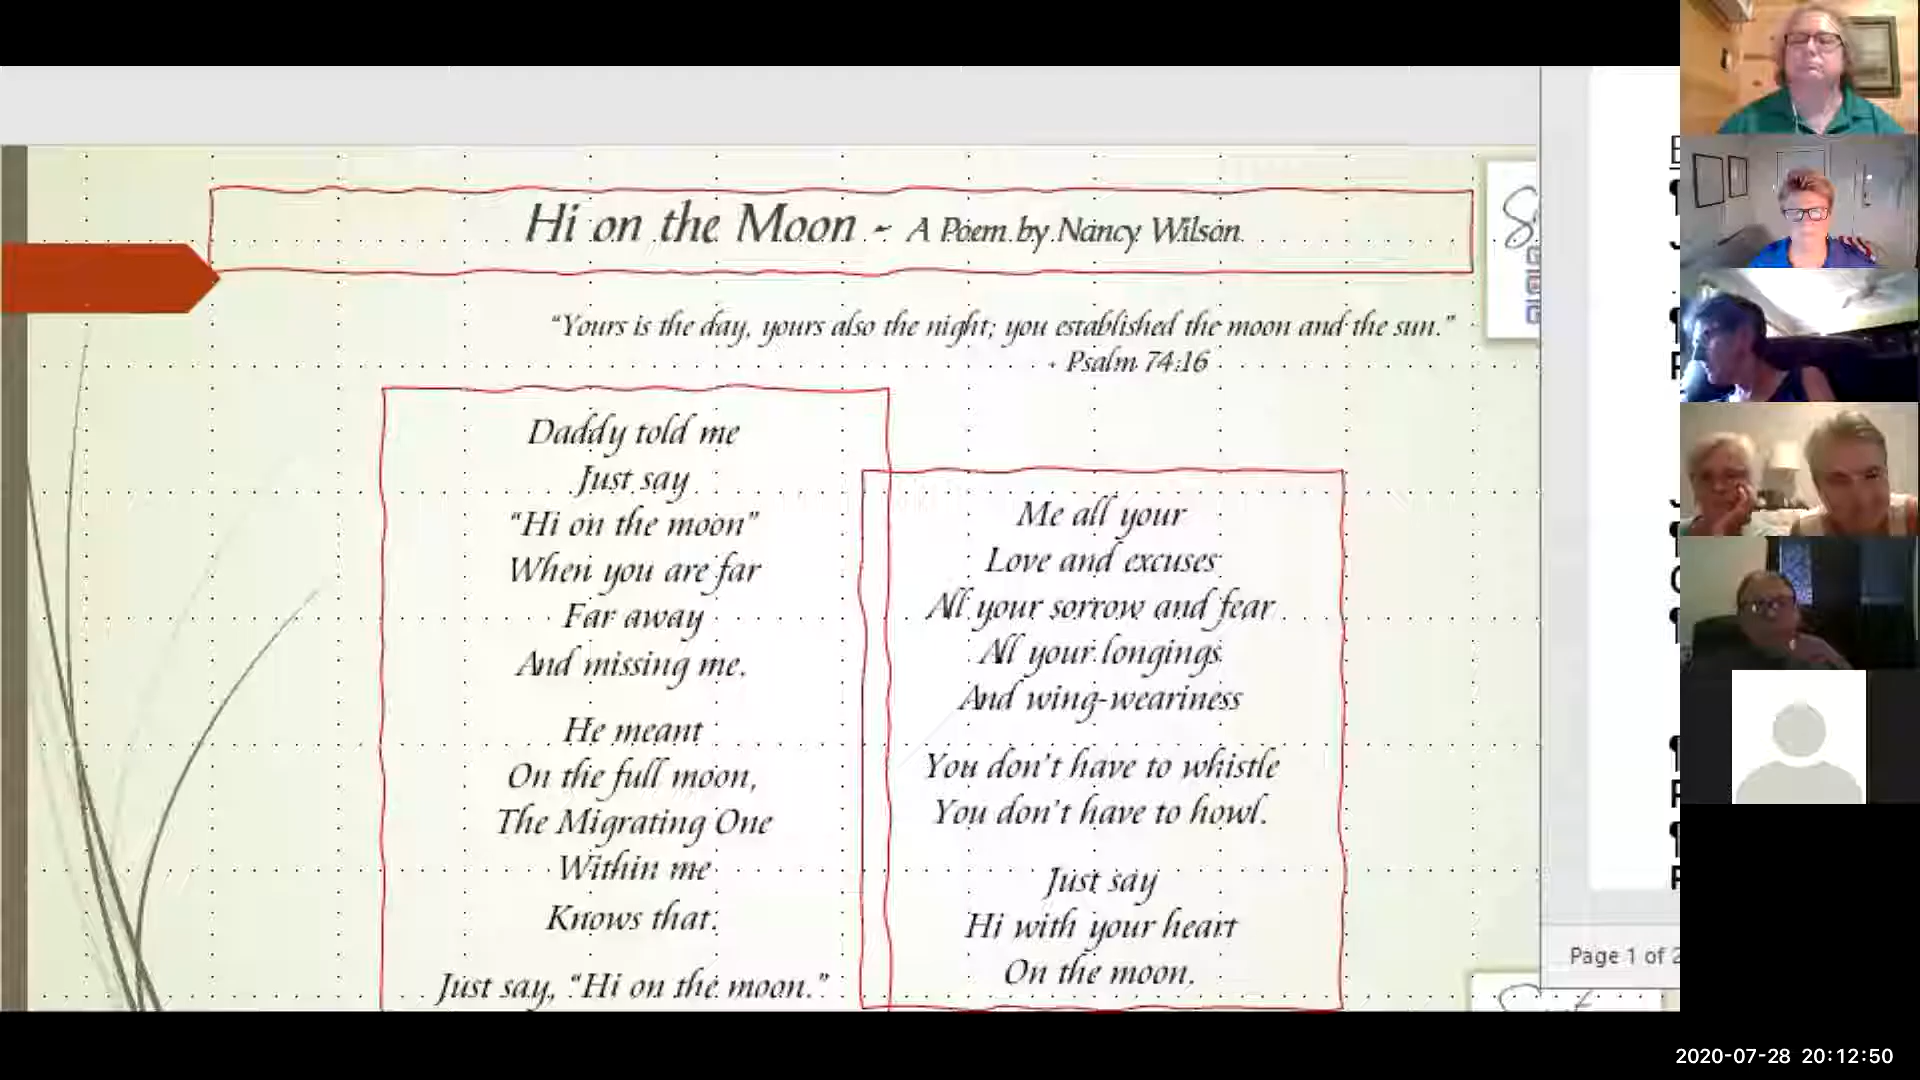 Hi on the Moon ~ A Poem by Nancy Wilson
"Yours is the day, yours also the night; you established the moon and the sun."
- Psalm 74:16
Daddy told me
Just say
"Hi on the moon"
When you are far
Far away
And missing me.
He meant
On the full moon,
The Migrating One
Within me
Knows that.
Just say, "Hi on the moon."
Me all your
Love and excuses
All your sorrow and fear
All your longings
And wing-weariness
You don't have to whistle
You don't have to howl.
Just say
Hi with your heart
On the moon.
Page 1 of 2
2020-07-28 20:12:50